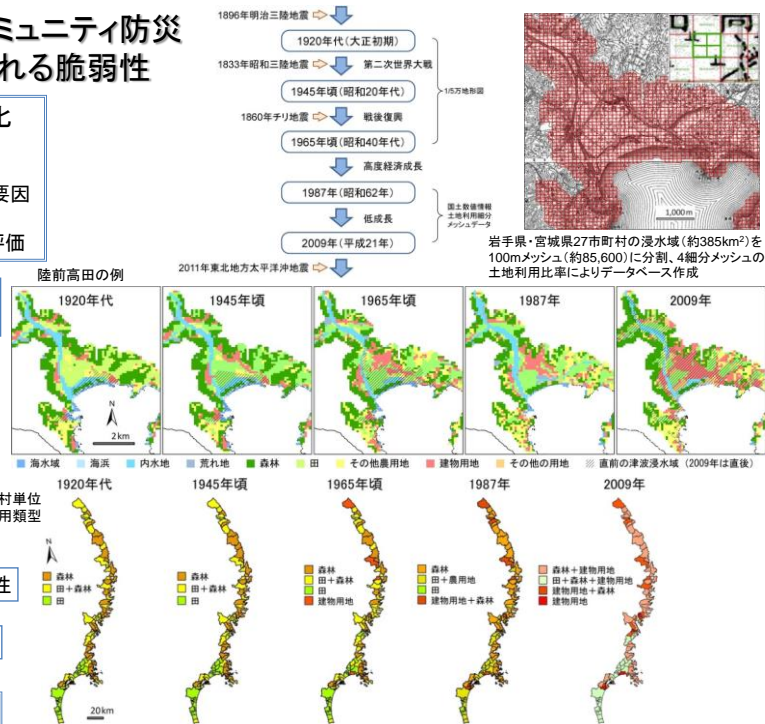 ミュニティ防災
れる脆弱性
化
要因
評価
1896年明治三陸地震
1920年代(大正初期)
1833年昭和三陸地震
第二次世界大戦
1945年頃(昭和20年代)
1860年チリ地震
戦後復興
1965年頃(昭和40年代)
高度経済成長
1987年(昭和62年)
低成長
2009年(平成21年)
2011年東北地方太平洋沖地震
1/5万地形図
国土数値情報
土地利用細分
メッシュデータ
1,000m
岩手県・宮城県27市町村の浸水域(約385km²)を
100mメッシュ(約85,600)に分割、4細分メッシュの
土地利用比率によりデータベース作成
陸前高田の例
1920年代 1945年頃 1965年頃 1987年 2009年
N
2km
海水域 海浜 内水地 荒れ地 森林 田 その他農用地 建物用地 その他の用地 直前の津波浸水域(2009年は直後)
村単位
用類型
性
1920年代 1945年頃 1965年頃 1987年 2009年
N
森林
田+森林
田
20km
森林
田+森林
田
森林
田+森林
田
建物用地
森林
田+農用地
田
建物用地+森林
森林+建物用地
田+森林+建物用地
建物用地+森林
建物用地